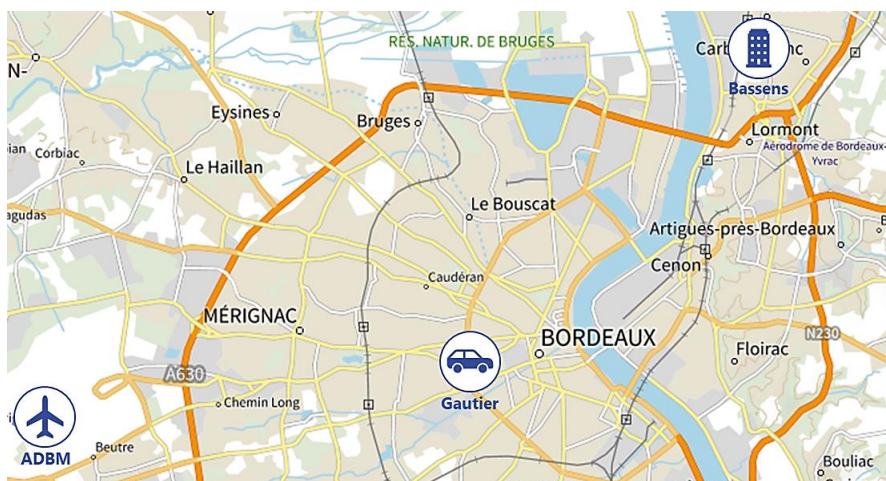 RES. NATUR. DE BRUGES
Bassens
N-
Eysines
Bruges
Lormont
Aérodrome de Bordeaux-
Yvrac
Corbiac
Le Haillan
Le Bouscat
Artigues-près-Bordeaux
Cenon
Caudéran
MÉRIGNAC
BORDEAUX
N230
Floirac
A630
Gautier
Chemin Long
ADBM
Beutre
Bouliac